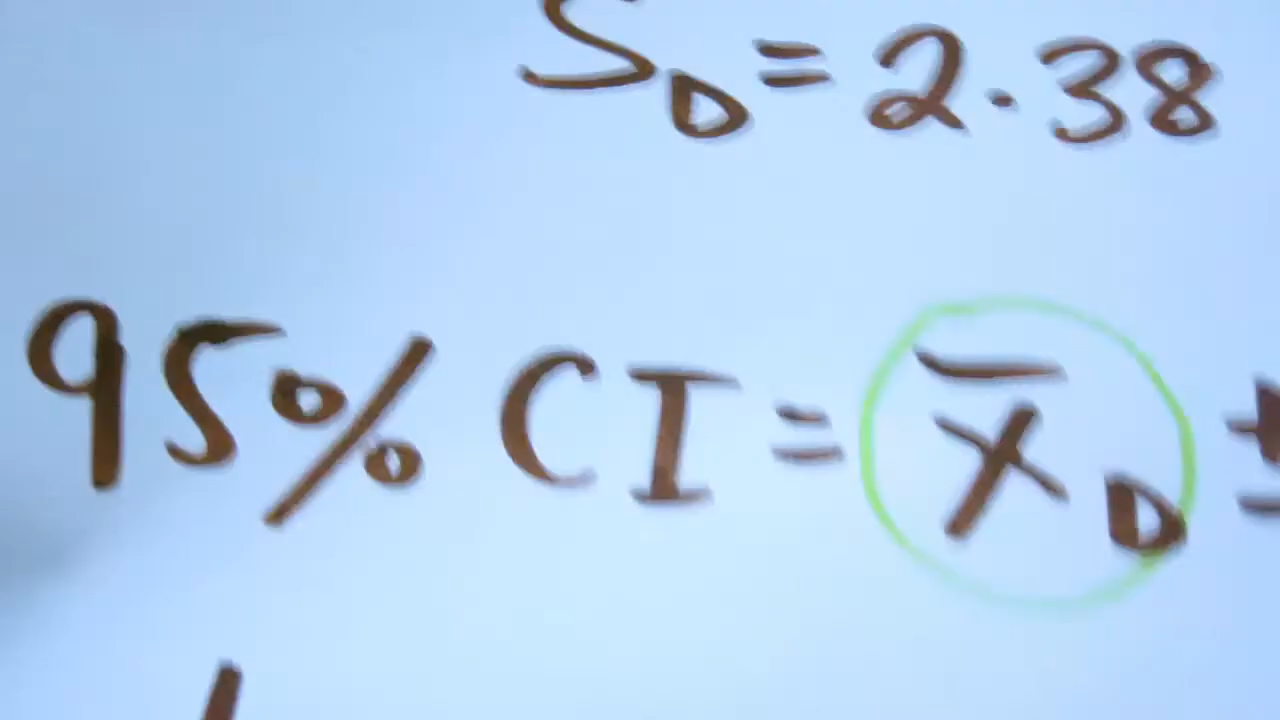 S_D = 2.38
95% CI = x̄_D ±